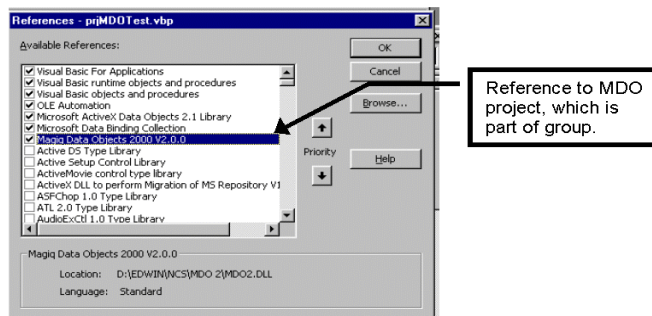 References - prjMDOTest.vbp
Available References:
Visual Basic For Applications
Visual Basic runtime objects and procedures
Visual Basic objects and procedures
OLE Automation
Microsoft ActiveX Data Objects 2.1 Library
Microsoft Data Binding Collection
Magiq Data Objects 2000 V2.0.0
Active DS Type Library
Active Setup Control Library
ActiveMovie control type library
ActiveX DLL to perform Migration of MS Repository V1
ASFChop 1.0 Type Library
ATL 2.0 Type Library
AudioExCtl 1.0 Type Library
OK
Cancel
Browse...
Priority
Help
Magiq Data Objects 2000 V2.0.0
Location: D:\EDWIN\NCS\MDO 2\MDO2.DLL
Language: Standard
Reference to MDO
project, which is
part of group.